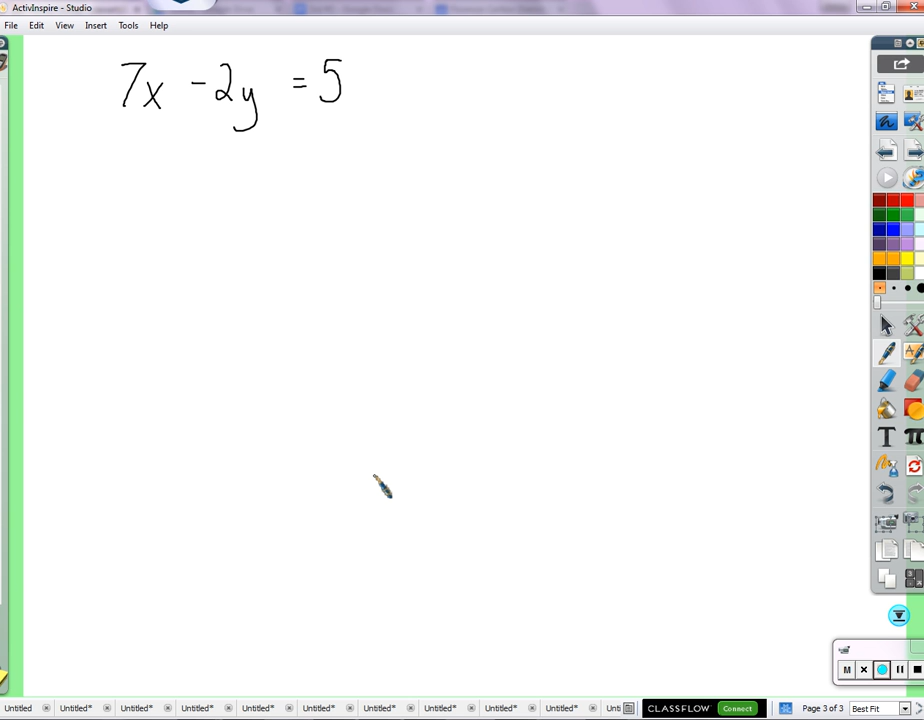 ActivInspire - Studio
File Edit View Insert Tools Help
7x - 2y = 5
M
Untitled Untitled* Untitled* Untitled* Untitled* Untitled* Untitled* Untitled* Untitled* Untitled* Unti CLASSFLOW Connect Page 3 of 3 Best Fit